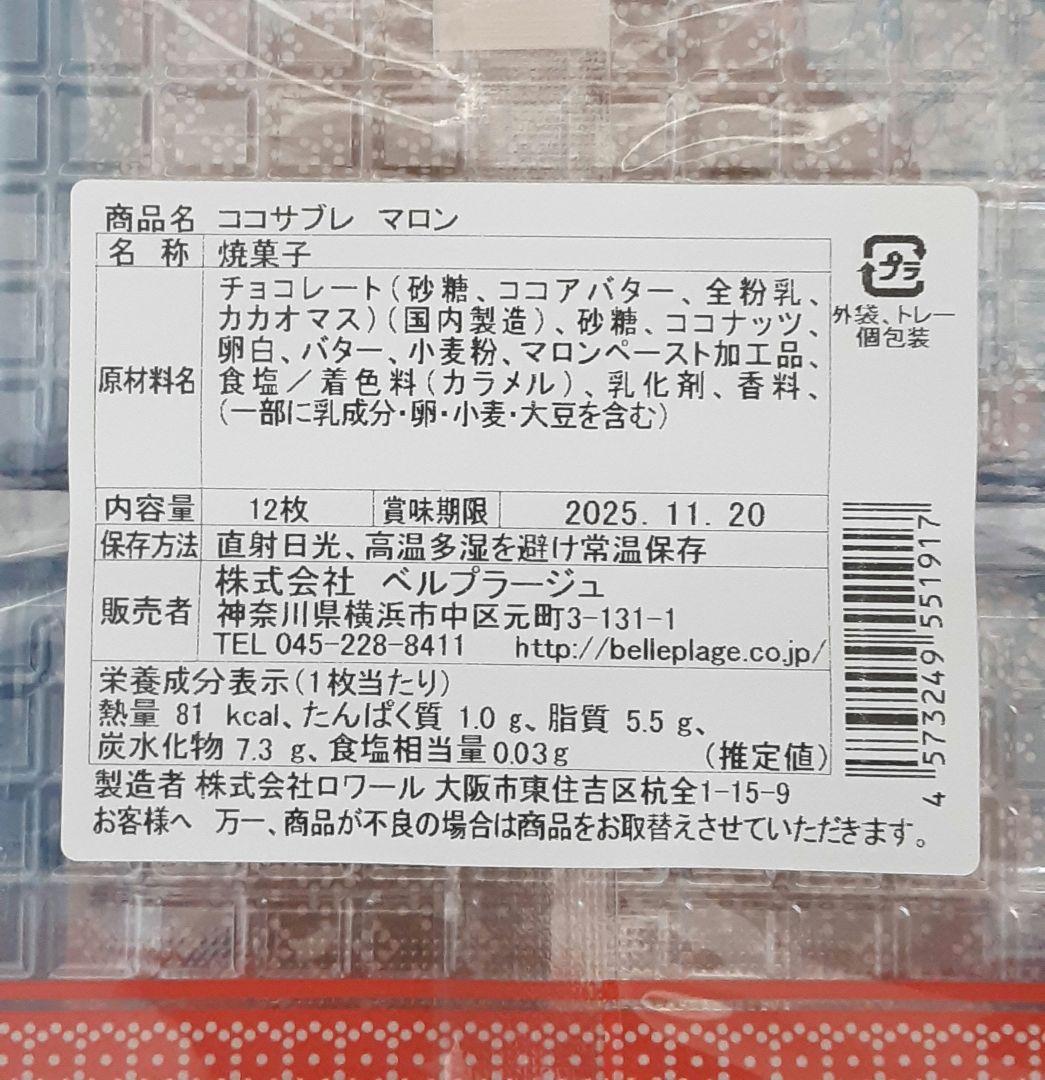 商品名 ココサブレ マロン
名 称 焼菓子
原材料名 チョコレート(砂糖、ココアバター、全粉乳、
カカオマス)(国内製造)、砂糖、ココナッツ、
卵白、バター、小麦粉、マロンペースト加工品、
食塩/着色料(カラメル)、乳化剤、香料、
(一部に乳成分・卵・小麦・大豆を含む)
内容量 12枚 賞味期限 2025. 11. 20
保存方法 直射日光、高温多湿を避け常温保存
販売者 株式会社 ベルプラージュ
神奈川県横浜市中区元町3-131-1
TEL 045-228-8411 http://belleplage.co.jp/
栄養成分表示(1枚当たり)
熱量 81 kcal、たんぱく質 1.0 g、脂質 5.5 g、
炭水化物 7.3 g、食塩相当量 0.03 g (推定値)
製造者 株式会社ロワール 大阪市東住吉区杭全1-15-9
お客様へ 万一、商品が不良の場合は商品をお取替えさせていただきます。
プラ
外袋、トレー
個包装
4 573249 551917